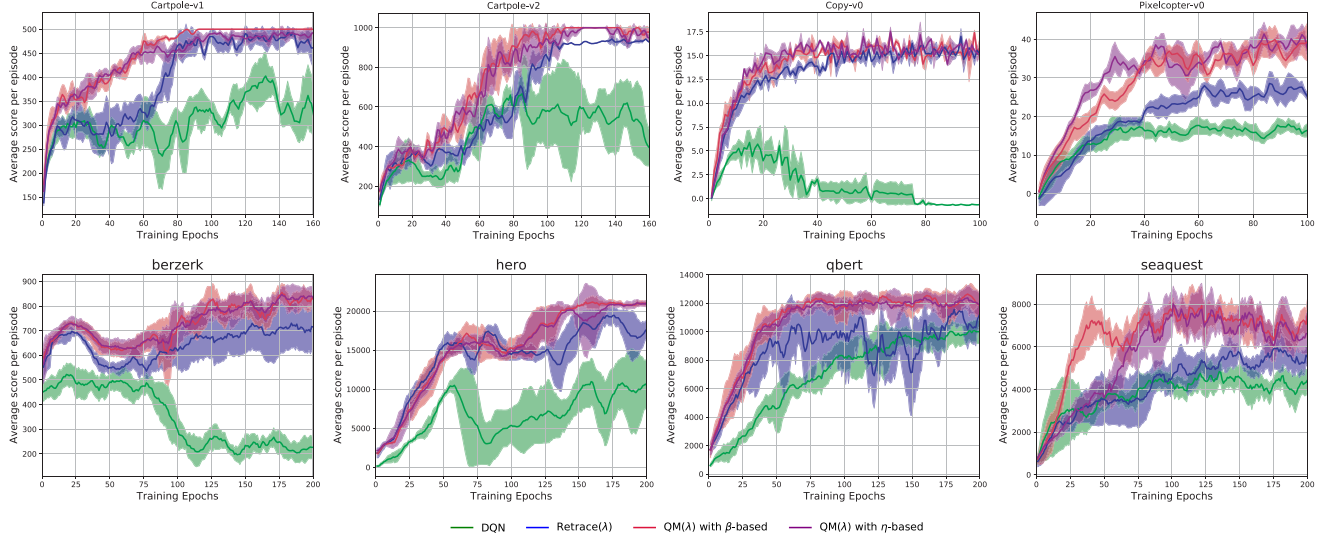 Cartpole-v1
Cartpole-v2
Copy-v0
Pixelcopter-v0
Average score per episode
500
450
400
350
300
250
200
150
0 20 40 60 80 100 120 140 160
Training Epochs
Average score per episode
1000
800
600
400
200
0 20 40 60 80 100 120 140 160
Training Epochs
Average score per episode
17.5
15.0
12.5
10.0
7.5
5.0
2.5
0.0
0 20 40 60 80 100
Training Epochs
Average score per episode
40
30
20
10
0
0 20 40 60 80 100
Training Epochs
berzerk
hero
qbert
seaquest
Average score per episode
900
800
700
600
500
400
300
200
0 25 50 75 100 125 150 175 200
Training Epochs
Average score per episode
20000
15000
10000
5000
0
0 25 50 75 100 125 150 175 200
Training Epochs
Average score per episode
14000
12000
10000
8000
6000
4000
2000
0
0 25 50 75 100 125 150 175 200
Training Epochs
Average score per episode
8000
6000
4000
2000
0
0 25 50 75 100 125 150 175 200
Training Epochs
DQN Retrace(λ) QM(λ) with β-based QM(λ) with η-based